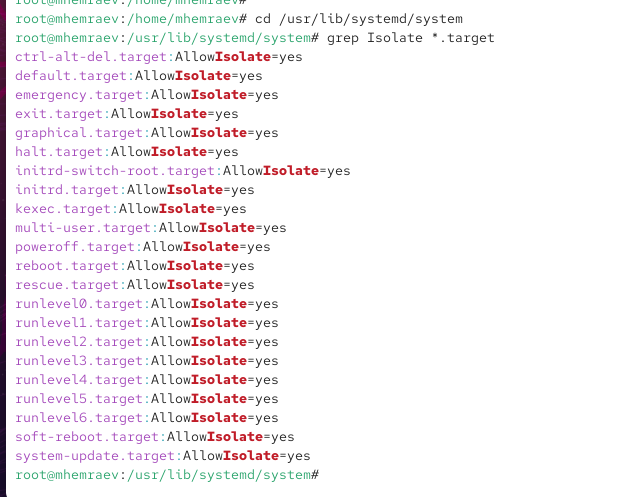 root@mhemraev:/home/mhemraev#
root@mhemraev:/home/mhemraev# cd /usr/lib/systemd/system
root@mhemraev:/usr/lib/systemd/system# grep Isolate *.target
ctrl-alt-del.target:AllowIsolate=yes
default.target:AllowIsolate=yes
emergency.target:AllowIsolate=yes
exit.target:AllowIsolate=yes
graphical.target:AllowIsolate=yes
halt.target:AllowIsolate=yes
initrd-switch-root.target:AllowIsolate=yes
initrd.target:AllowIsolate=yes
kexec.target:AllowIsolate=yes
multi-user.target:AllowIsolate=yes
poweroff.target:AllowIsolate=yes
reboot.target:AllowIsolate=yes
rescue.target:AllowIsolate=yes
runlevel0.target:AllowIsolate=yes
runlevel1.target:AllowIsolate=yes
runlevel2.target:AllowIsolate=yes
runlevel3.target:AllowIsolate=yes
runlevel4.target:AllowIsolate=yes
runlevel5.target:AllowIsolate=yes
runlevel6.target:AllowIsolate=yes
soft-reboot.target:AllowIsolate=yes
system-update.target:AllowIsolate=yes
root@mhemraev:/usr/lib/systemd/system#